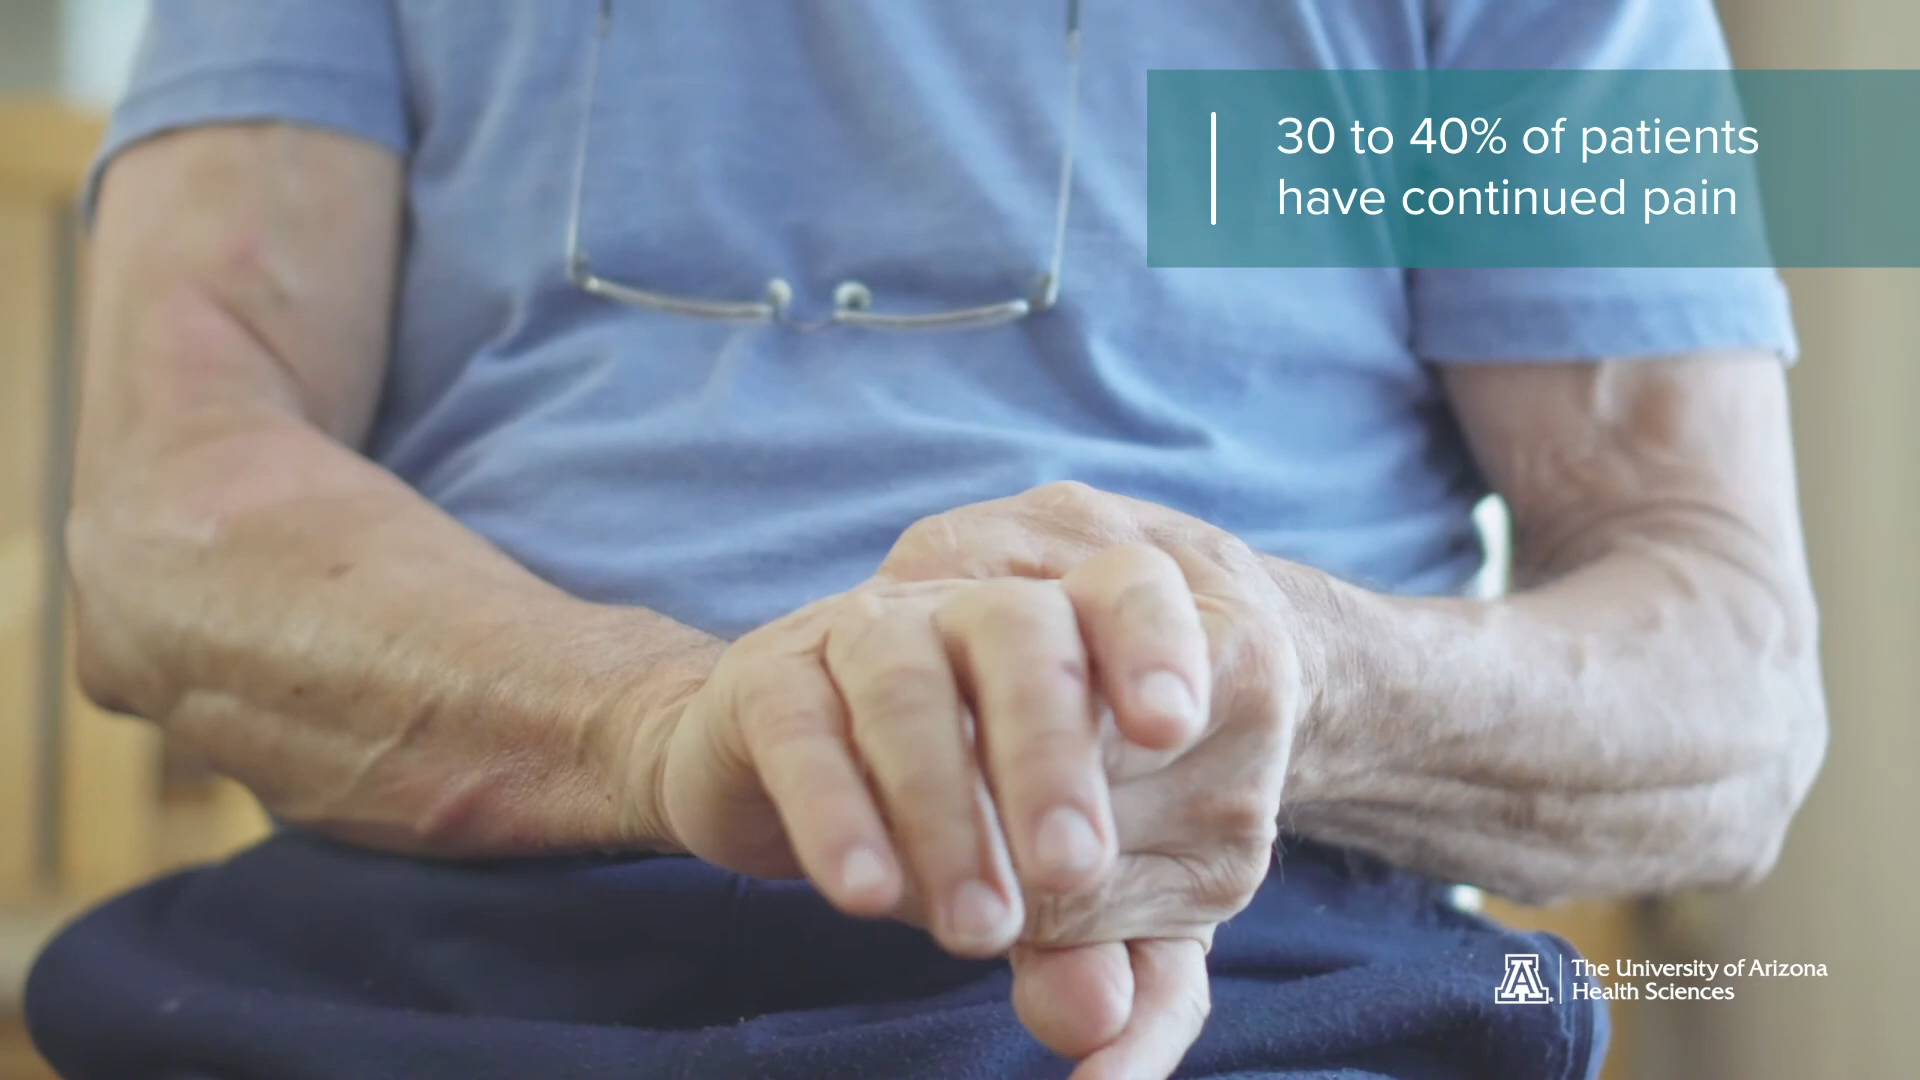 30 to 40% of patients
have continued pain
A
The University of Arizona
Health Sciences